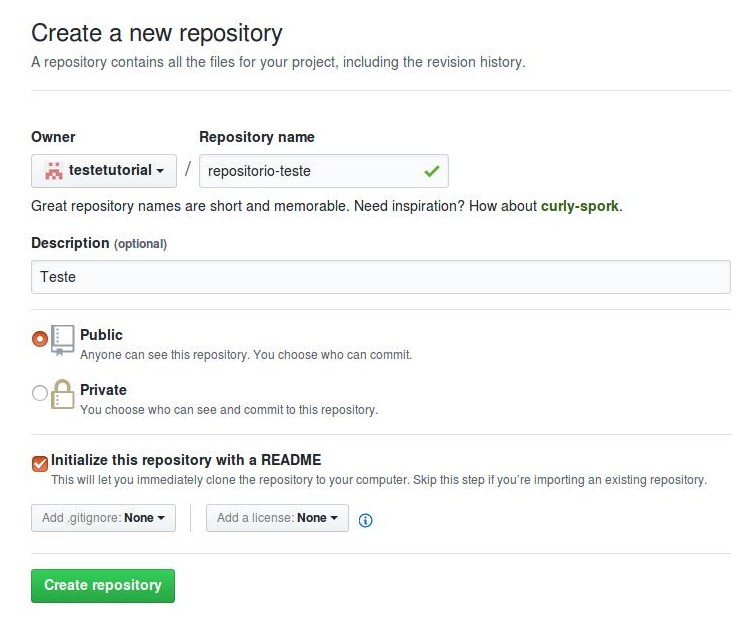 Create a new repository
A repository contains all the files for your project, including the revision history.
Owner
Repository name
testetutorial
/
repositorio-teste
Great repository names are short and memorable. Need inspiration? How about curly-spork.
Description (optional)
Teste
Public
Anyone can see this repository. You choose who can commit.
Private
You choose who can see and commit to this repository.
Initialize this repository with a README
This will let you immediately clone the repository to your computer. Skip this step if you’re importing an existing repository.
Add .gitignore: None
Add a license: None
Create repository